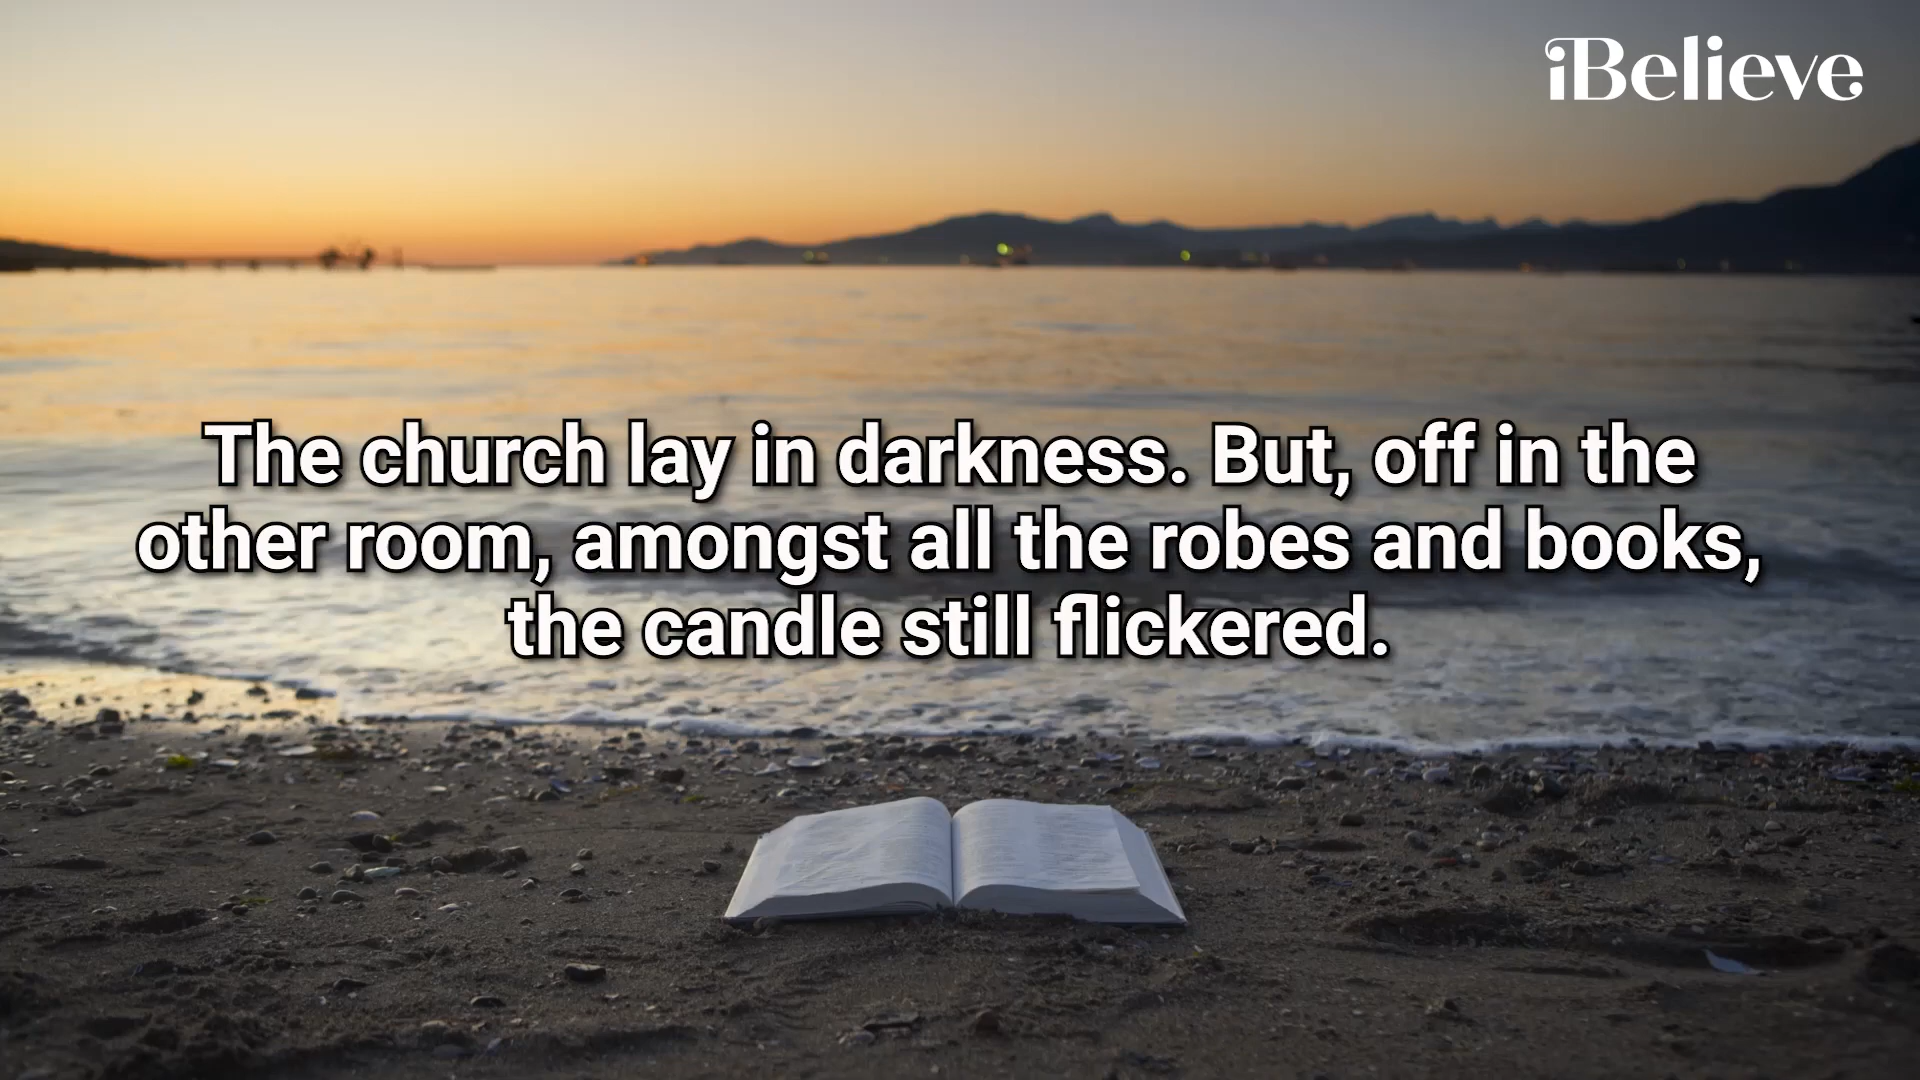 iBelieve
The church lay in darkness. But, off in the
other room, amongst all the robes and books,
the candle still flickered.